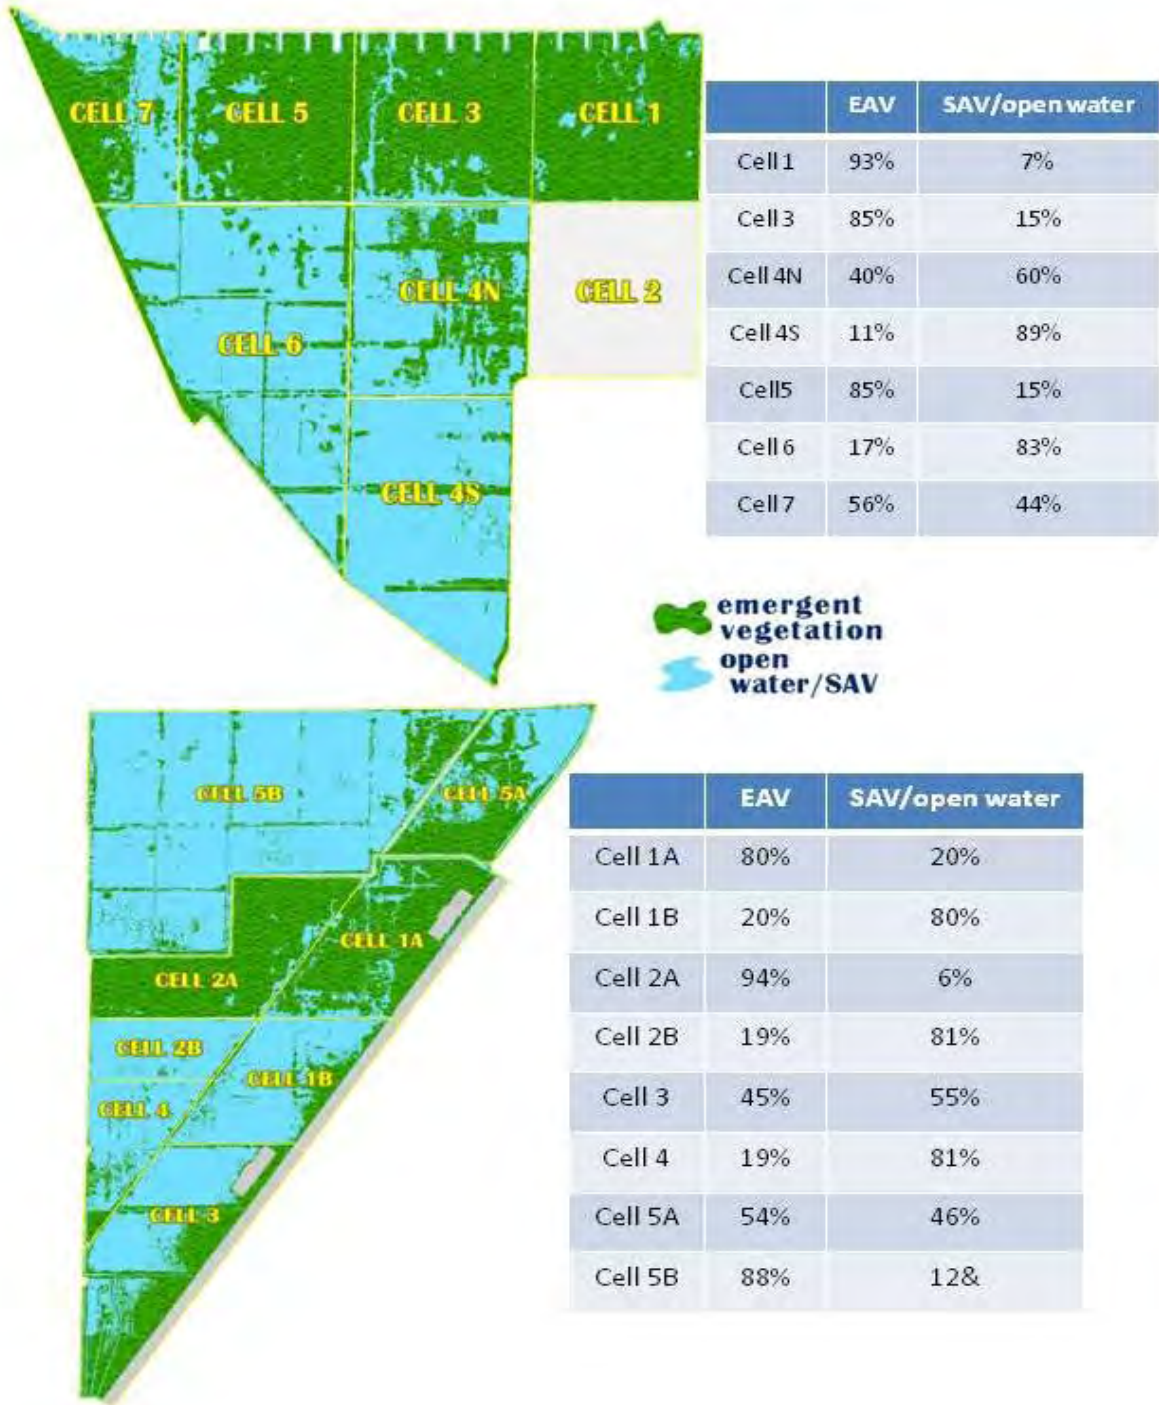 CELL 7 CELL 5 CELL 3 CELL 1
CELL 4N CELL 2
CELL 6
CELL 4S
EAV SAV/open water
Cell 1 93% 7%
Cell 3 85% 15%
Cell 4N 40% 60%
Cell 4S 11% 89%
Cell5 85% 15%
Cell 6 17% 83%
Cell 7 56% 44%
emergent
vegetation
open
water/SAV
CELL 5B CELL 5A
CELL 1A
CELL 2A
CELL 2B
CELL 1B
CELL 4
CELL 3
EAV SAV/open water
Cell 1A 80% 20%
Cell 1B 20% 80%
Cell 2A 94% 6%
Cell 2B 19% 81%
Cell 3 45% 55%
Cell 4 19% 81%
Cell 5A 54% 46%
Cell 5B 88% 12&